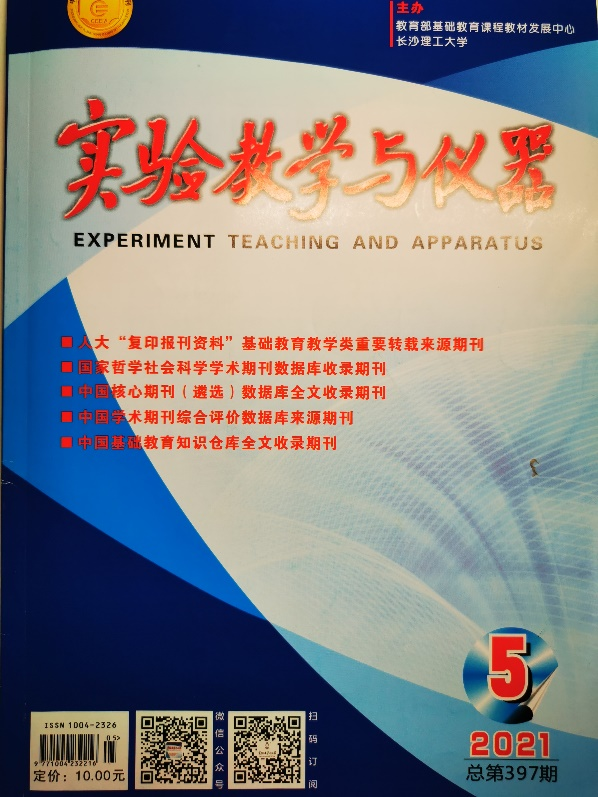 主办
教育部基础教育课程教材发展中心
长沙理工大学
实验教学与仪器
EXPERIMENT TEACHING AND APPARATUS
■人大“复印报刊资料”基础教育教学类重要转载来源期刊
■国家哲学社会科学学术期刊数据库收录期刊
■中国核心期刊（遴选）数据库全文收录期刊
■中国学术期刊综合评价数据库来源期刊
■中国基础教育知识仓库全文收录期刊
5
2021
总第397期
ISSN 1004-2326
05>
9 771004 232216
定价：10.00元
微信公众号
扫码订阅